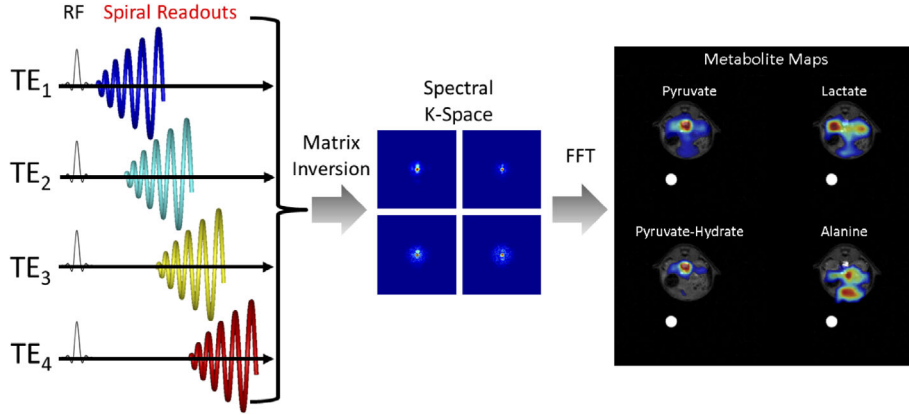 RF
Spiral Readouts
TE1
TE2
TE3
TE4
Matrix
Inversion
Spectral
K-Space
FFT
Metabolite Maps
Pyruvate
Lactate
Pyruvate-Hydrate
Alanine